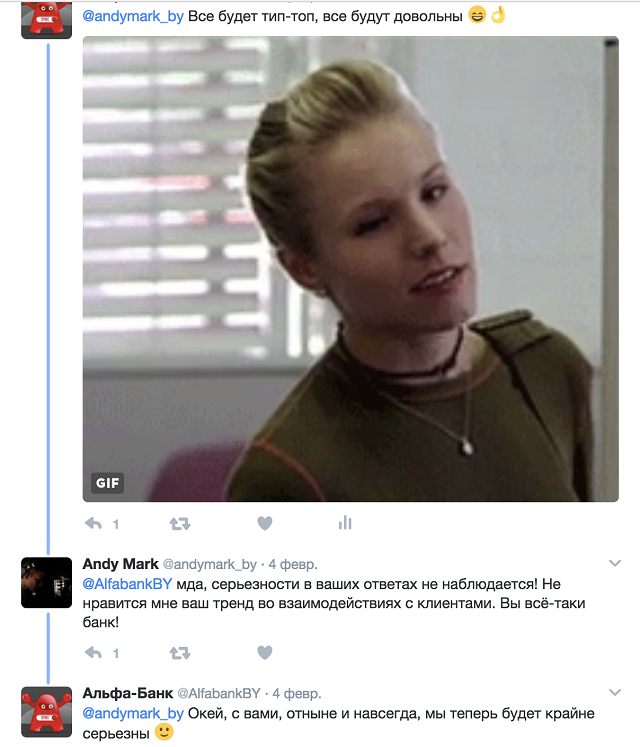 @andymark_by Все будет тип-топ, все будут довольны 😄👌
GIF
1
Andy Mark @andymark_by · 4 февр.
@AlfabankBY мда, серьезности в ваших ответах не наблюдается! Не
нравится мне ваш тренд во взаимодействиях с клиентами. Вы всё-таки
банк!
1
Альфа-Банк @AlfabankBY · 4 февр.
@andymark_by Окей, с вами, отныне и навсегда, мы теперь будет крайне
серьезны 🙂